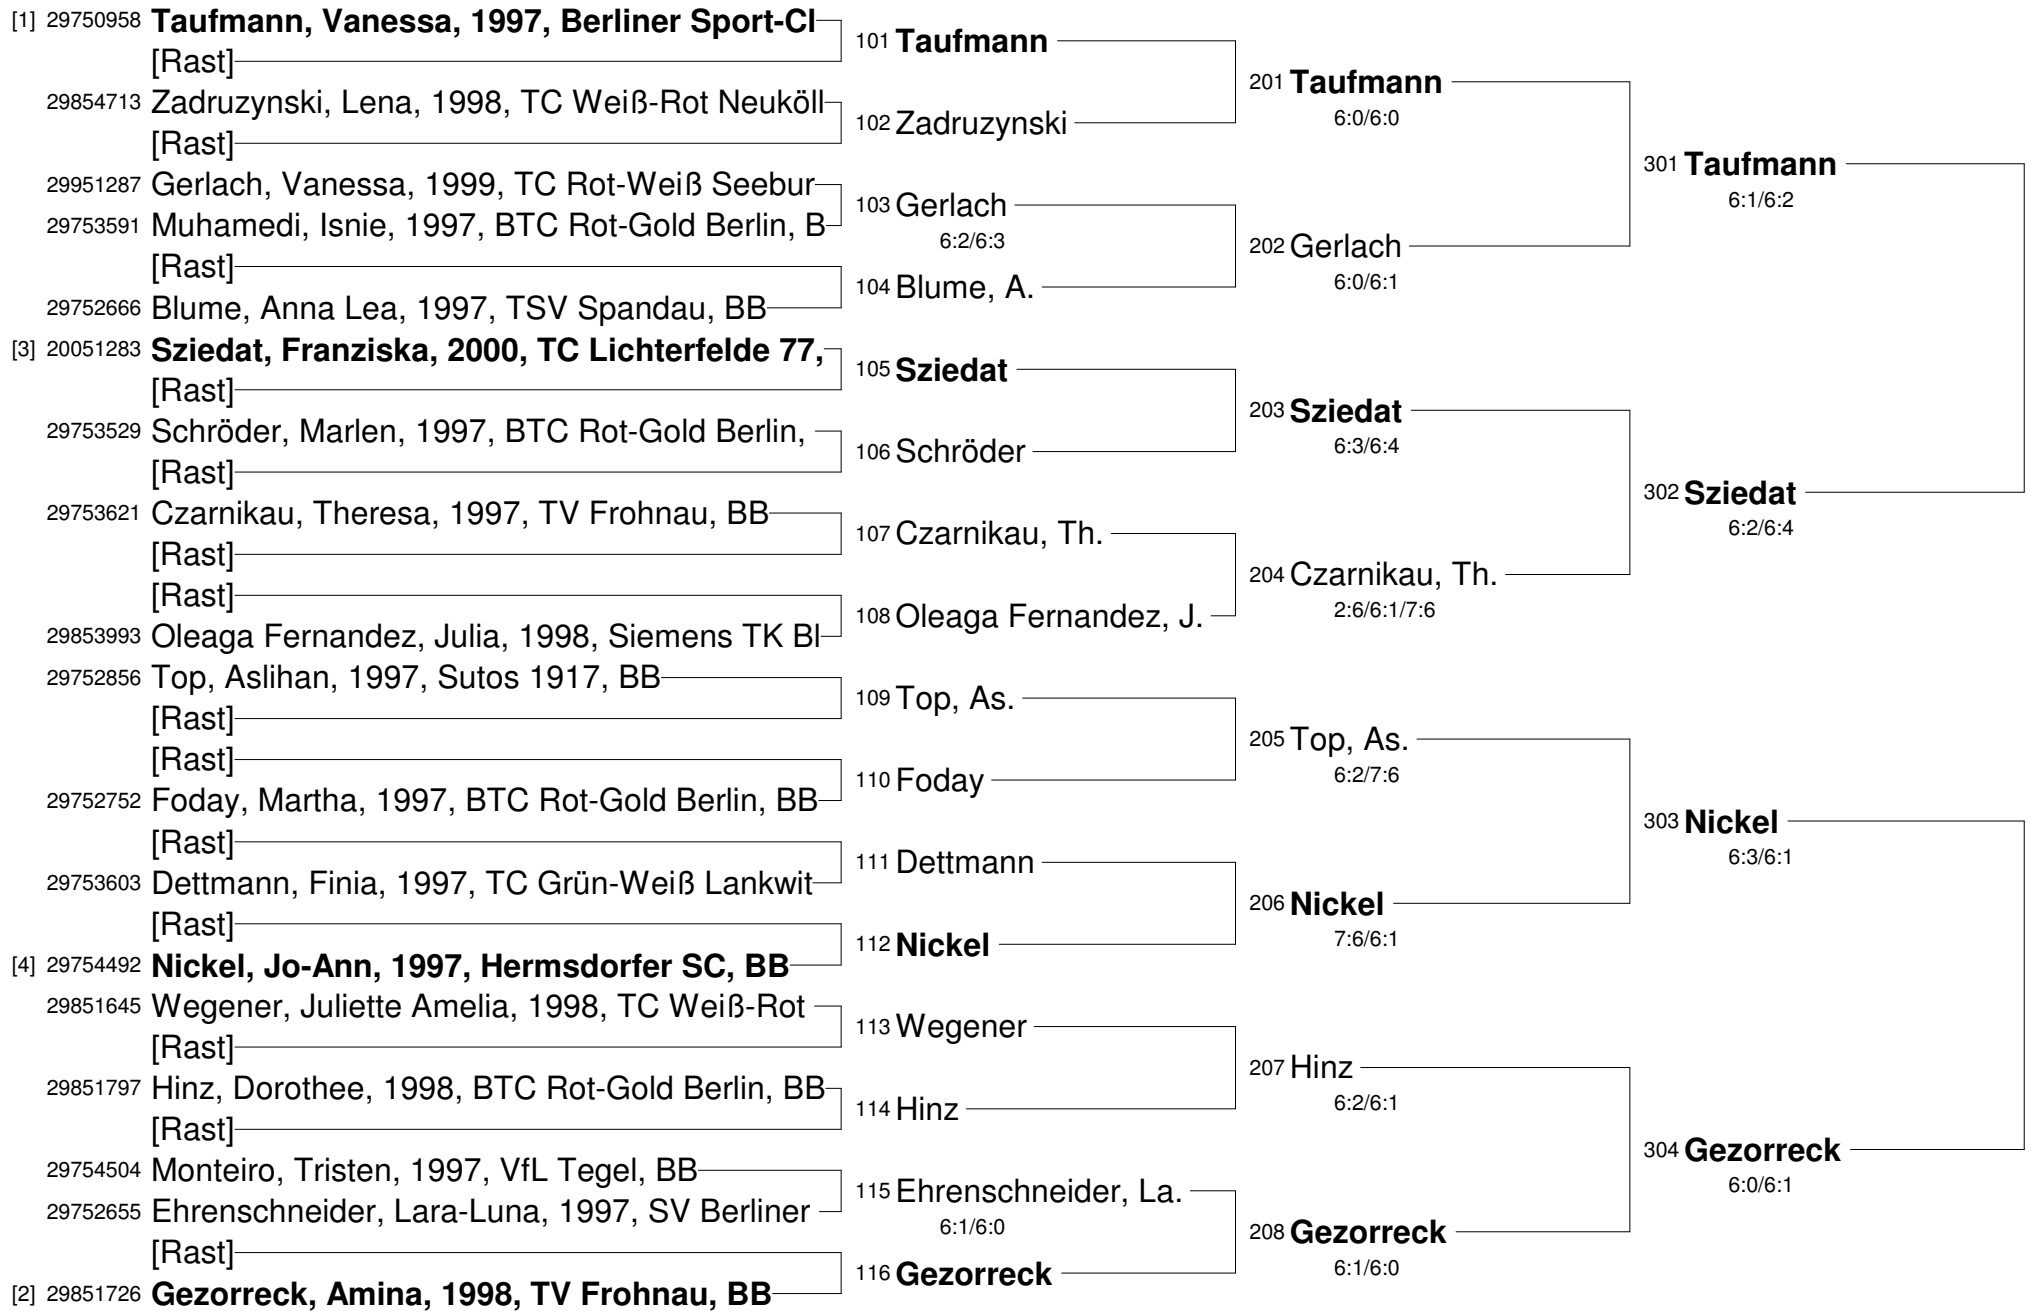 [1] 29750958 Taufmann, Vanessa, 1997, Berliner Sport-Cl
[Rast]
29854713 Zadruzynski, Lena, 1998, TC Weiß-Rot Neuköll
[Rast]
29951287 Gerlach, Vanessa, 1999, TC Rot-Weiß Seebur
29753591 Muhamedi, Isnie, 1997, BTC Rot-Gold Berlin, B
[Rast]
29752666 Blume, Anna Lea, 1997, TSV Spandau, BB
[3] 20051283 Sziedat, Franziska, 2000, TC Lichterfelde 77,
[Rast]
29753529 Schröder, Marlen, 1997, BTC Rot-Gold Berlin,
[Rast]
29753621 Czarnikau, Theresa, 1997, TV Frohnau, BB
[Rast]
[Rast]
29853993 Oleaga Fernandez, Julia, 1998, Siemens TK Bl
29752856 Top, Aslihan, 1997, Sutos 1917, BB
[Rast]
[Rast]
29752752 Foday, Martha, 1997, BTC Rot-Gold Berlin, BB
[Rast]
29753603 Dettmann, Finia, 1997, TC Grün-Weiß Lankwit
[Rast]
[4] 29754492 Nickel, Jo-Ann, 1997, Hermsdorfer SC, BB
29851645 Wegener, Juliette Amelia, 1998, TC Weiß-Rot
[Rast]
29851797 Hinz, Dorothee, 1998, BTC Rot-Gold Berlin, BB
[Rast]
29754504 Monteiro, Tristen, 1997, VfL Tegel, BB
29752655 Ehrenschneider, Lara-Luna, 1997, SV Berliner
[Rast]
[2] 29851726 Gezorreck, Amina, 1998, TV Frohnau, BB
101 Taufmann
102 Zadruzynski
103 Gerlach
6:2/6:3
104 Blume, A.
105 Sziedat
106 Schröder
107 Czarnikau, Th.
108 Oleaga Fernandez, J.
109 Top, As.
110 Foday
111 Dettmann
112 Nickel
113 Wegener
114 Hinz
115 Ehrenschneider, La.
6:1/6:0
116 Gezorreck
201 Taufmann
6:0/6:0
202 Gerlach
6:0/6:1
203 Sziedat
6:3/6:4
204 Czarnikau, Th.
2:6/6:1/7:6
205 Top, As.
6:2/7:6
206 Nickel
7:6/6:1
207 Hinz
6:2/6:1
208 Gezorreck
6:1/6:0
301 Taufmann
6:1/6:2
302 Sziedat
6:2/6:4
303 Nickel
6:3/6:1
304 Gezorreck
6:0/6:1